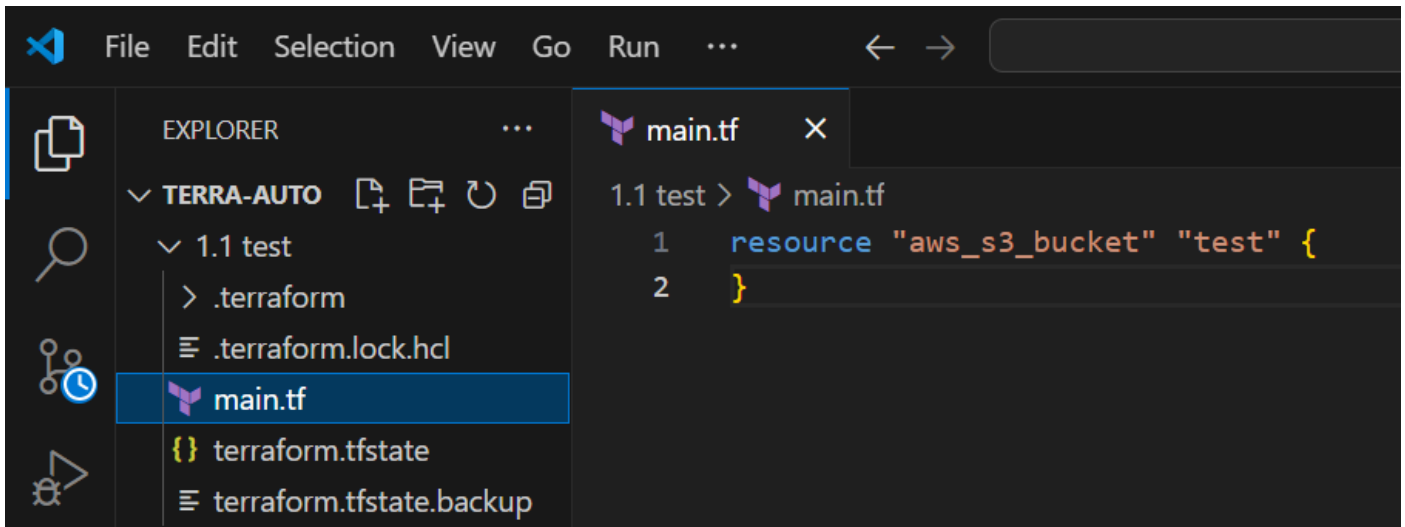 File Edit Selection View Go Run ···
EXPLORER ···
main.tf
TERRA-AUTO
1.1 test > main.tf
1.1 test
1 resource "aws_s3_bucket" "test" {
2 }
.terraform
.terraform.lock.hcl
main.tf
{} terraform.tfstate
terraform.tfstate.backup